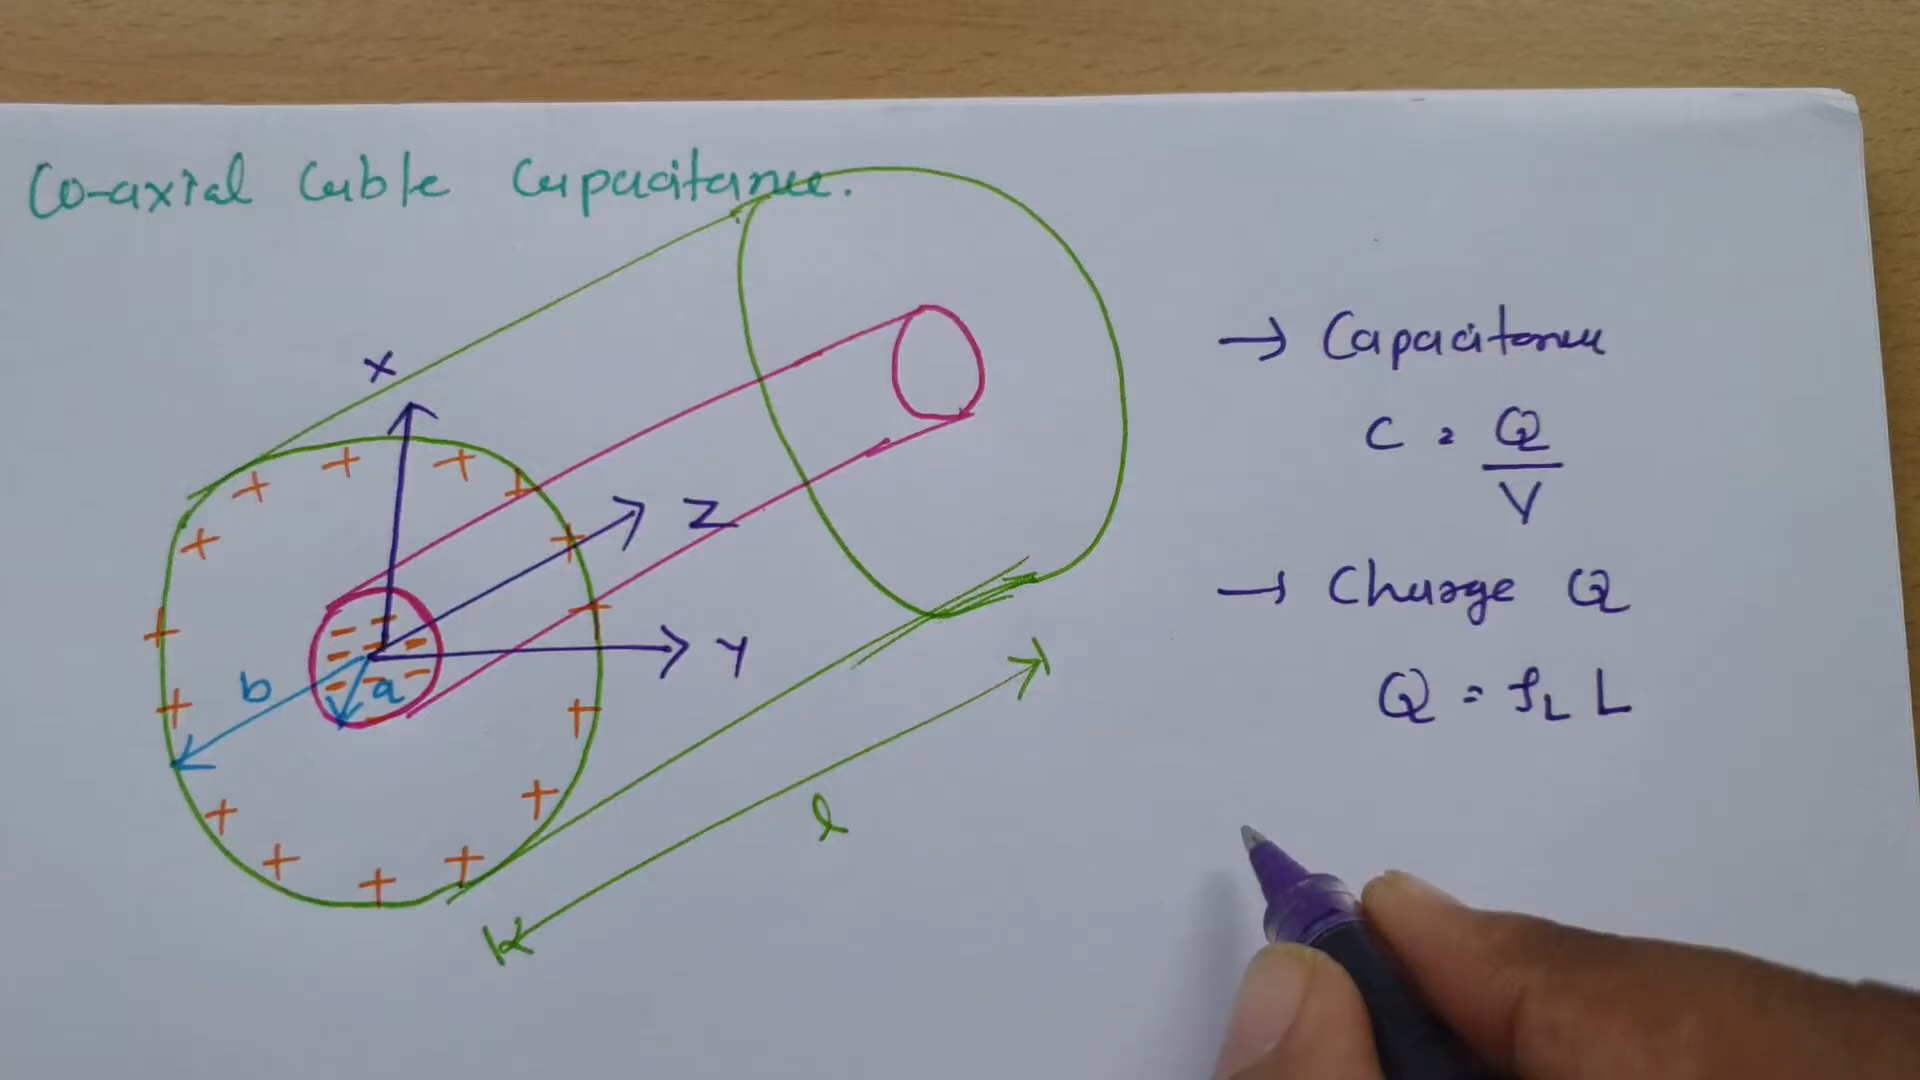 Co-axial Cable Capacitance.
→ Capacitance
C = Q
V
→ Charge Q
Q = ρL L
X
Z
Y
b
a
l
+ + + + + + + + + + + + + + + +
- - - - - - - - - -